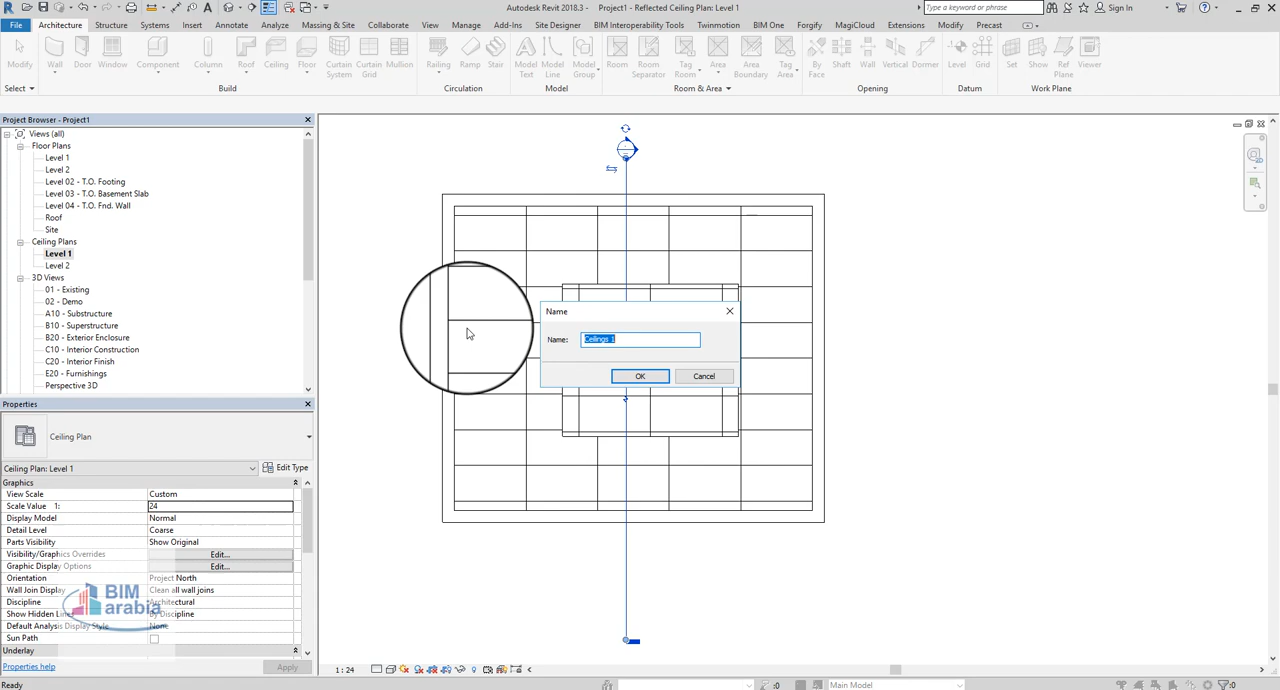 Autodesk Revit 2018.3 - Project1 - Reflected Ceiling Plan: Level 1
Type a keyword or phrase
Sign In
File Architecture Structure Systems Insert Annotate Analyze Massing & Site Collaborate View Manage Add-Ins Site Designer BIM Interoperability Tools Twinmotion BIM One Forgify MagiCloud Extensions Modify Precast
Modify Wall Door Window Component Column Roof Ceiling Floor Curtain System Curtain Grid Mullion Railing Ramp Stair Model Text Model Line Model Group Room Room Separator Tag Room Area Area Boundary Tag Area By Face Shaft Wall Vertical Dormer Level Grid Set Show Ref Plane Viewer
Select Build Circulation Model Room & Area Opening Datum Work Plane
Project Browser - Project1
Views (all)
Floor Plans
Level 1
Level 2
Level 02 - T.O. Footing
Level 03 - T.O. Basement Slab
Level 04 - T.O. Fnd. Wall
Roof
Site
Ceiling Plans
Level 1
Level 2
3D Views
01 - Existing
02 - Demo
A10 - Substructure
B10 - Superstructure
B20 - Exterior Enclosure
C10 - Interior Construction
C20 - Interior Finish
E20 - Furnishings
Perspective 3D
Name
Name: Ceilings 1
OK Cancel
Properties
Ceiling Plan
Ceiling Plan: Level 1 Edit Type
Graphics
View Scale Custom
Scale Value 1: 24
Display Model Normal
Detail Level Coarse
Parts Visibility Show Original
Visibility/Graphics Overrides Edit...
Graphic Display Options Edit...
Orientation Project North
Wall Join Display Clean all wall joins
Discipline Architectural
Show Hidden Lines By Discipline
Default Analysis Display Style None
Sun Path
Underlay
BIM
arabia
Properties help Apply
1 : 24
Ready :0 Main Model :0